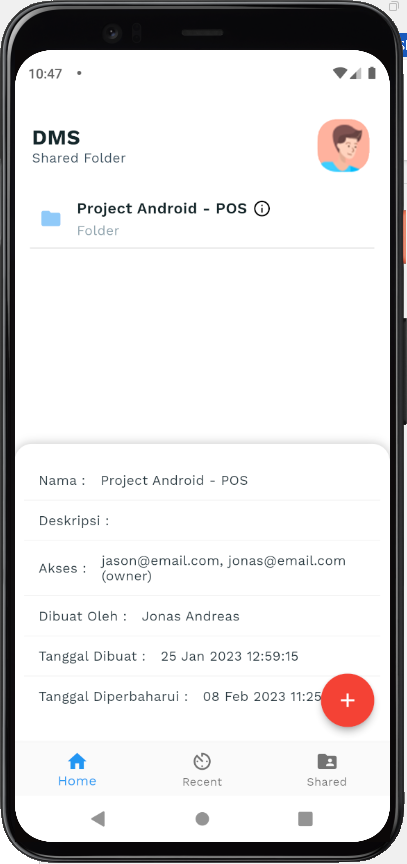 10:47
DMS
Shared Folder
Project Android - POS
Folder
Nama : Project Android - POS
Deskripsi :
Akses : jason@email.com, jonas@email.com
(owner)
Dibuat Oleh : Jonas Andreas
Tanggal Dibuat : 25 Jan 2023 12:59:15
Tanggal Diperbaharui : 08 Feb 2023 11:25
Home
Recent
Shared